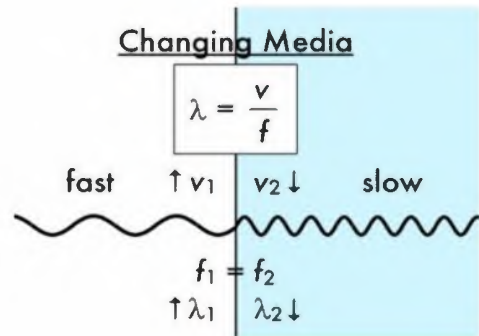 Changing Media
λ = v / f
fast ↑ v₁ v₂ ↓ slow
f₁ = f₂
↑ λ₁ λ₂ ↓